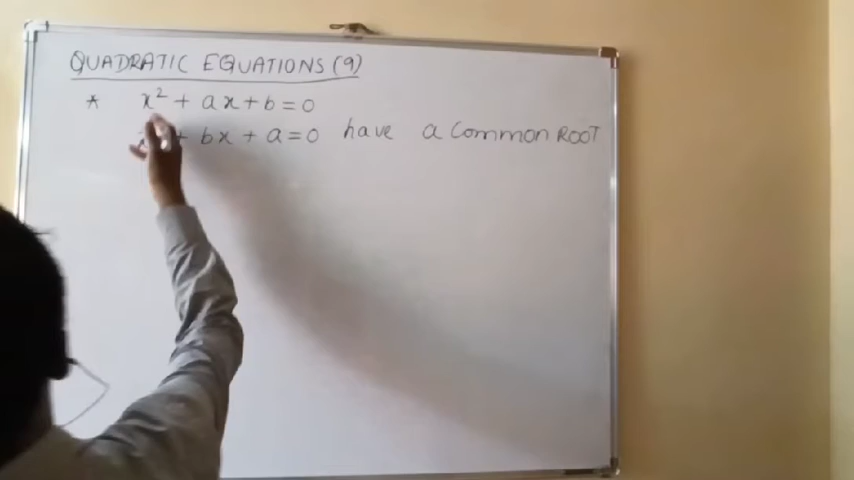 QUADRATIC EQUATIONS (9)
* x² + ax + b = 0
+ bx + a = 0 have a Common ROOT